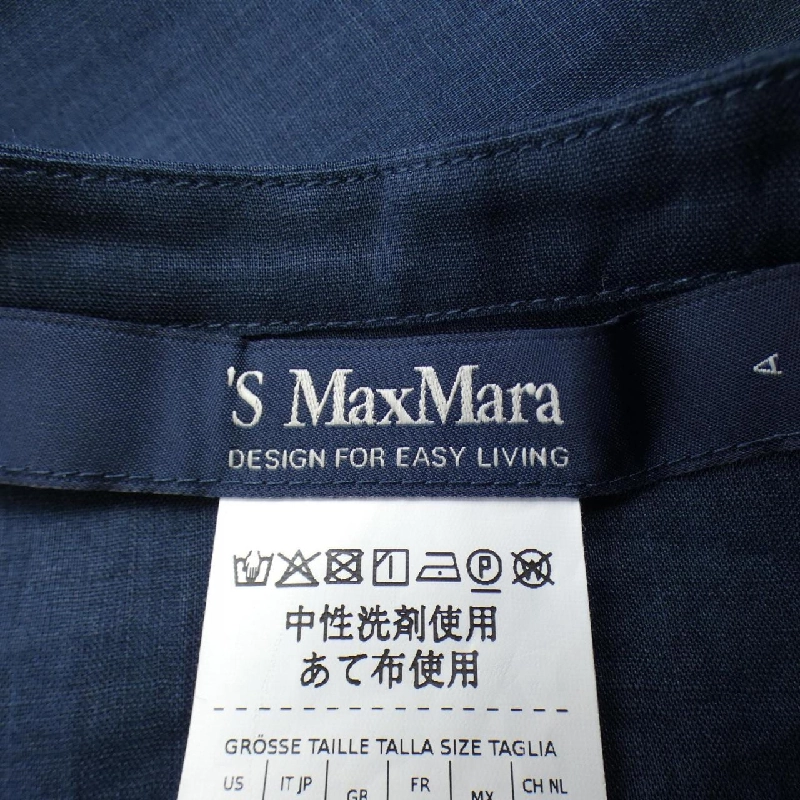 'S MaxMara
DESIGN FOR EASY LIVING
A
P W
中性洗剤使用
あて布使用
GRÖSSE TAILLE TALLA SIZE TAGLIA
US IT JP GB FR MX CH NL